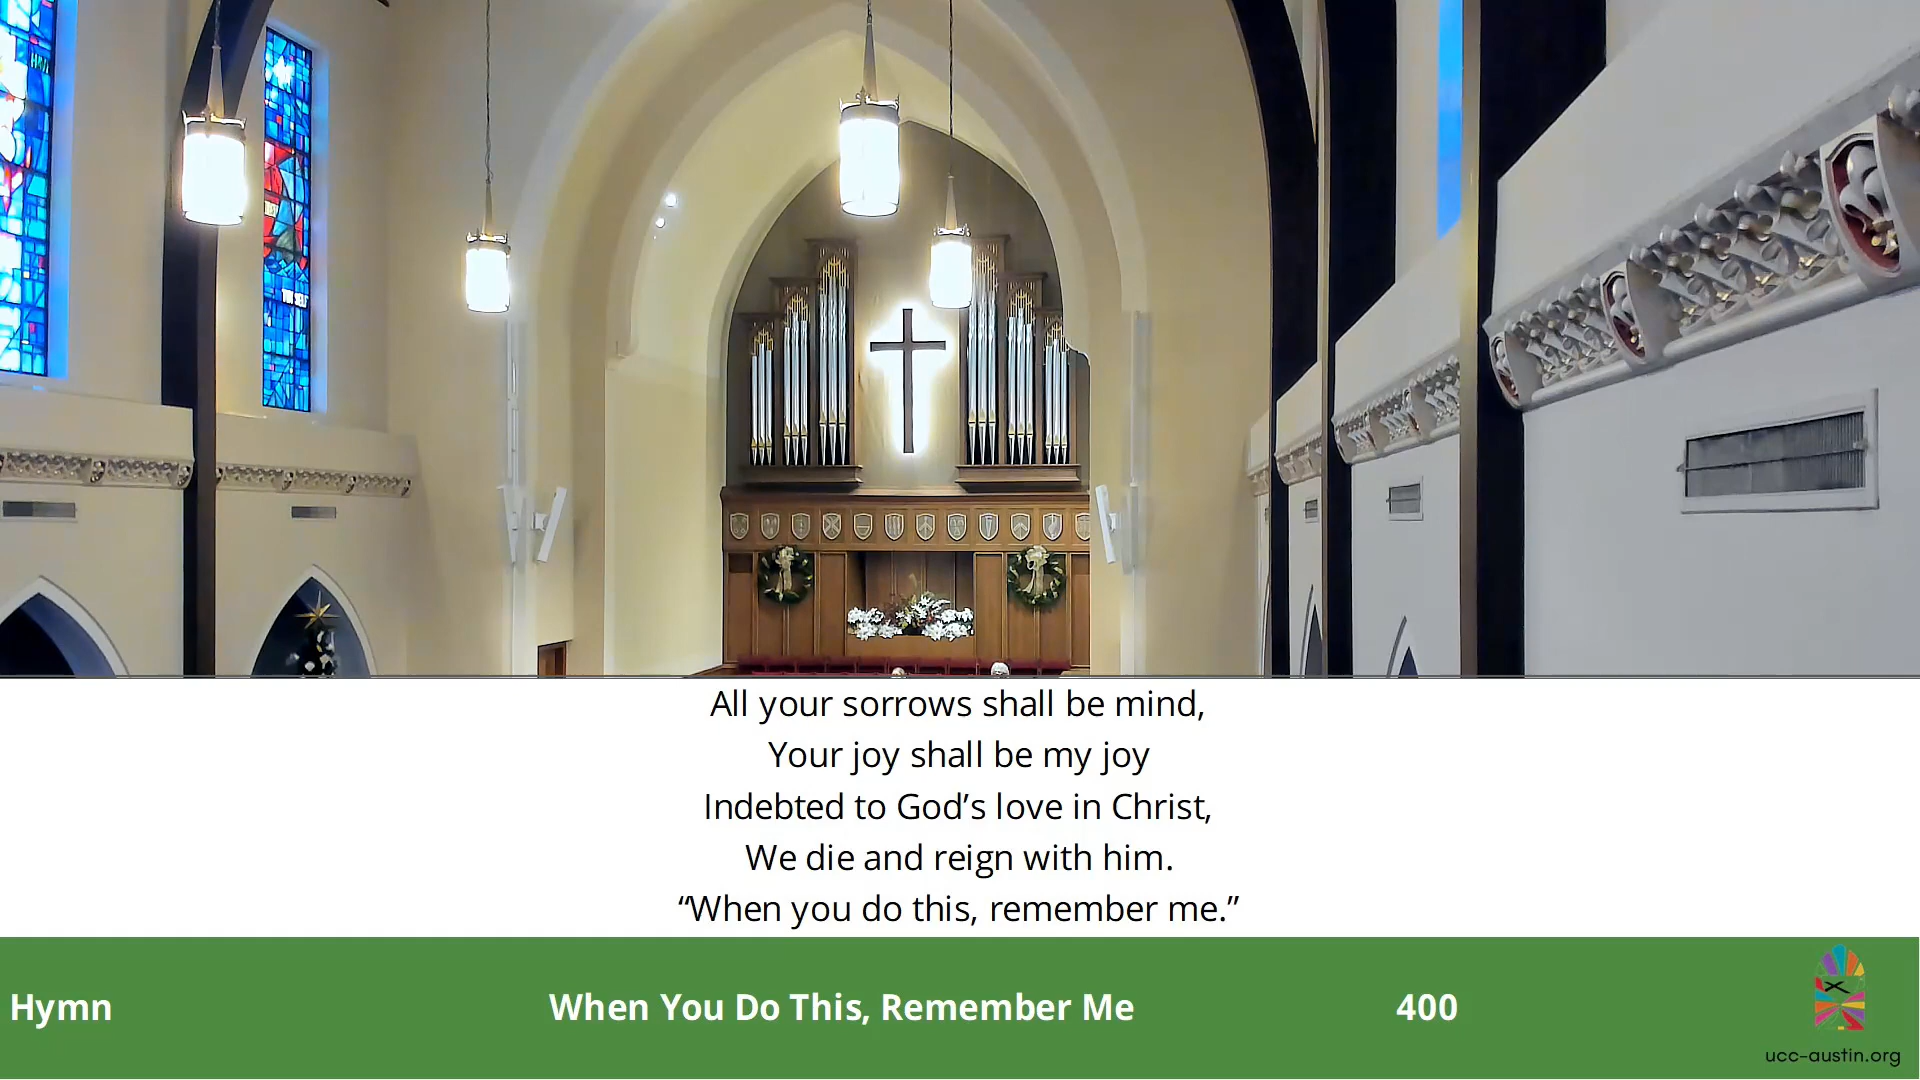 All your sorrows shall be mind,
Your joy shall be my joy
Indebted to God’s love in Christ,
We die and reign with him.
“When you do this, remember me.”
Hymn
When You Do This, Remember Me
400
ucc-austin.org